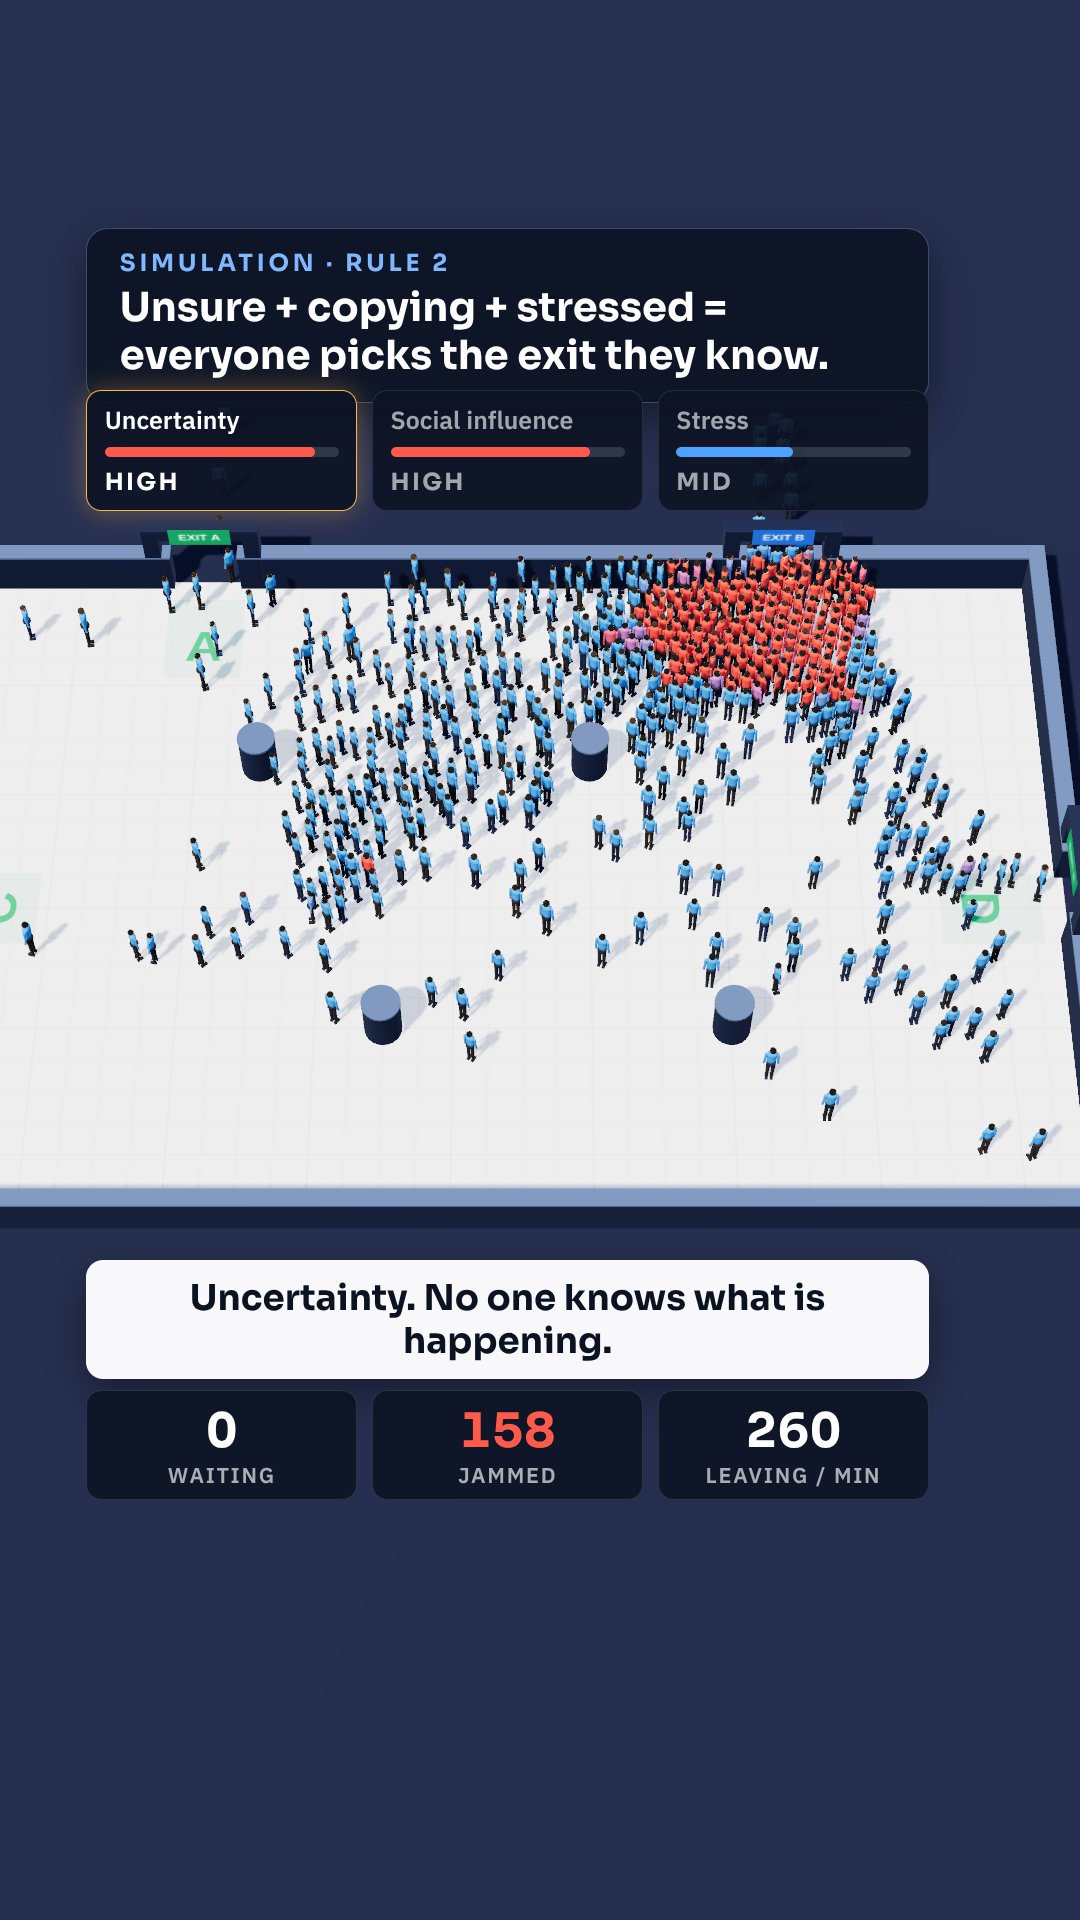 SIMULATION · RULE 2
Unsure + copying + stressed =
everyone picks the exit they know.
Uncertainty
HIGH
Social influence
HIGH
Stress
MID
EXIT A
EXIT B
A
C
D
Uncertainty. No one knows what is
happening.
0
WAITING
158
JAMMED
260
LEAVING / MIN